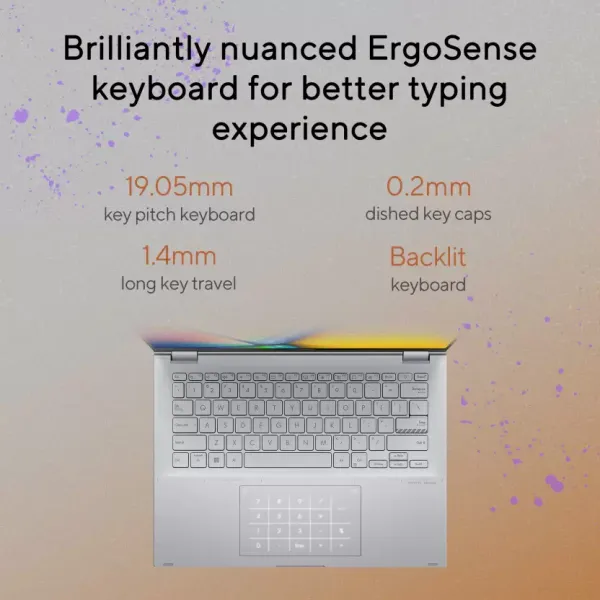 Brilliantly nuanced ErgoSense
keyboard for better typing
experience
19.05mm
key pitch keyboard
0.2mm
dished key caps
1.4mm
long key travel
Backlit
keyboard